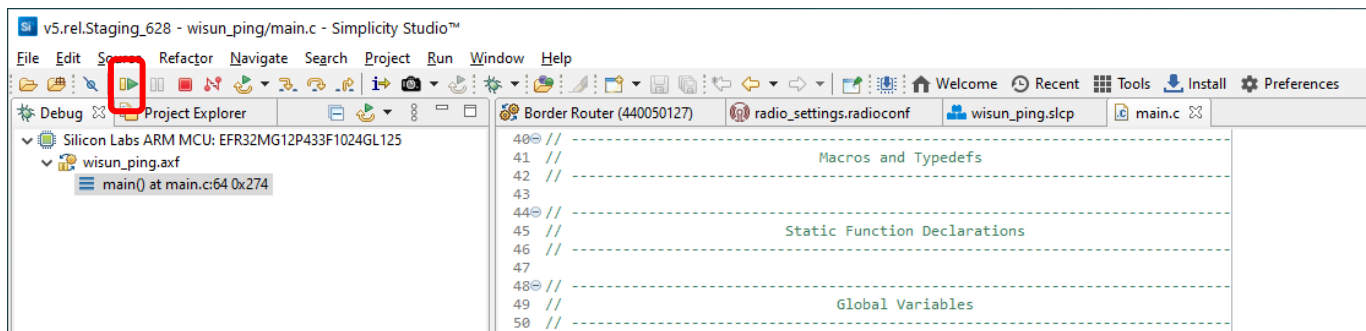 v5.rel.Staging_628 - wisun_ping/main.c - Simplicity Studio™
File Edit Source Refactor Navigate Search Project Run Window Help
Welcome Recent Tools Install Preferences
Debug Project Explorer
Silicon Labs ARM MCU: EFR32MG12P433F1024GL125
wisun_ping.axf
main() at main.c:64 0x274
Border Router (440050127) radio_settings.radioconf wisun_ping.slcp main.c
40 // -----------------------------------------------------------------------------
41 // Macros and Typedefs
42 // -----------------------------------------------------------------------------
43
44 // -----------------------------------------------------------------------------
45 // Static Function Declarations
46 // -----------------------------------------------------------------------------
47
48 // -----------------------------------------------------------------------------
49 // Global Variables
50 // -----------------------------------------------------------------------------